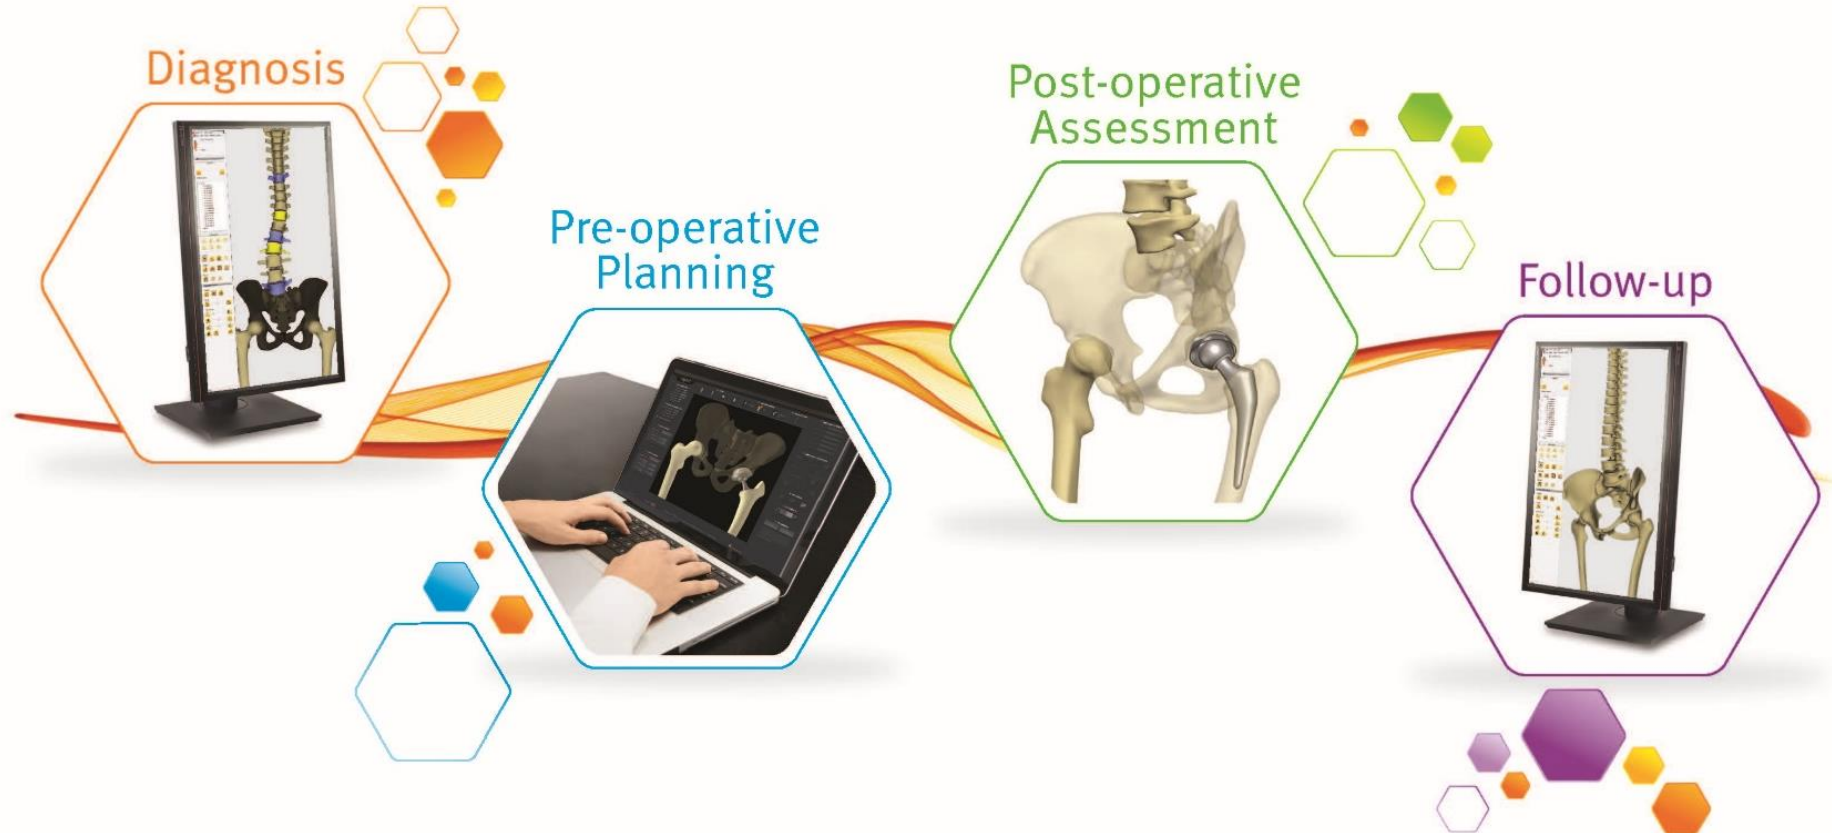 Diagnosis
Pre-operative
Planning
Post-operative
Assessment
Follow-up